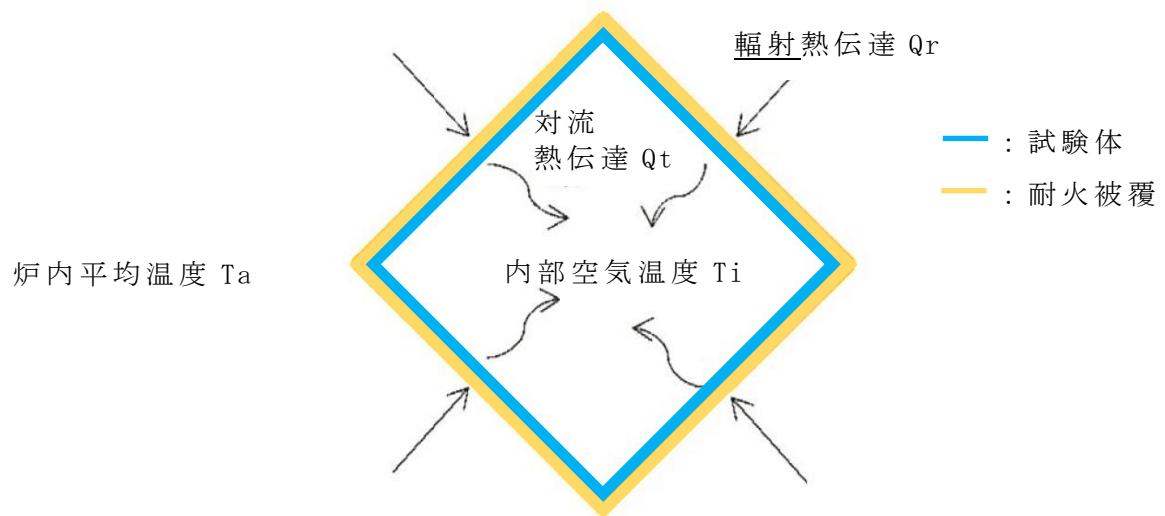 輻射熱伝達 Qr
対流
熱伝達 Qt
: 試験体
: 耐火被覆
炉内平均温度 Ta
内部空気温度 Ti